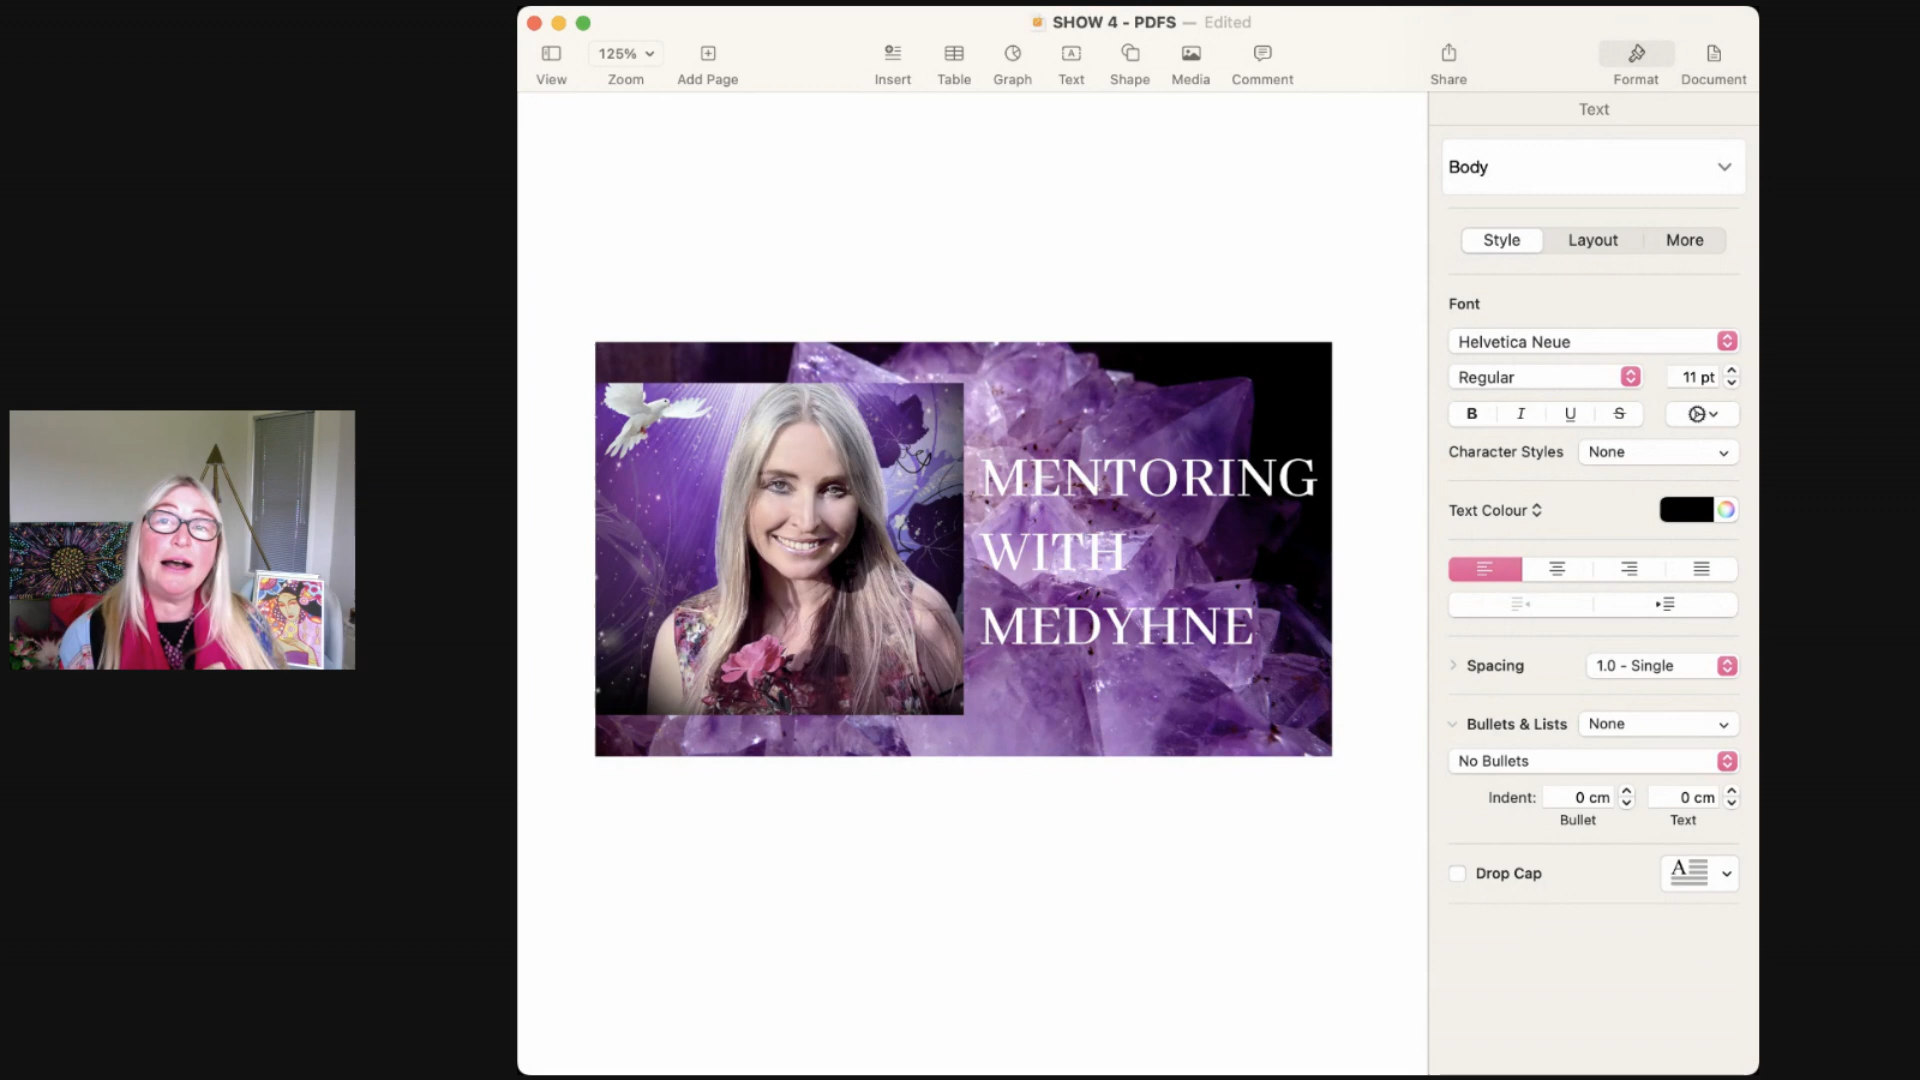 SHOW 4 - PDFS — Edited
125%
View
Zoom
Add Page
Insert
Table
Graph
Text
Shape
Media
Comment
Share
Format
Document
Text
Body
Style
Layout
More
Font
Helvetica Neue
Regular
11 pt
B
I
U
S
Character Styles
None
Text Colour
Spacing
1.0 - Single
Bullets & Lists
None
No Bullets
Indent:
0 cm
0 cm
Bullet
Text
Drop Cap
A
MENTORING
WITH
MEDYHNE